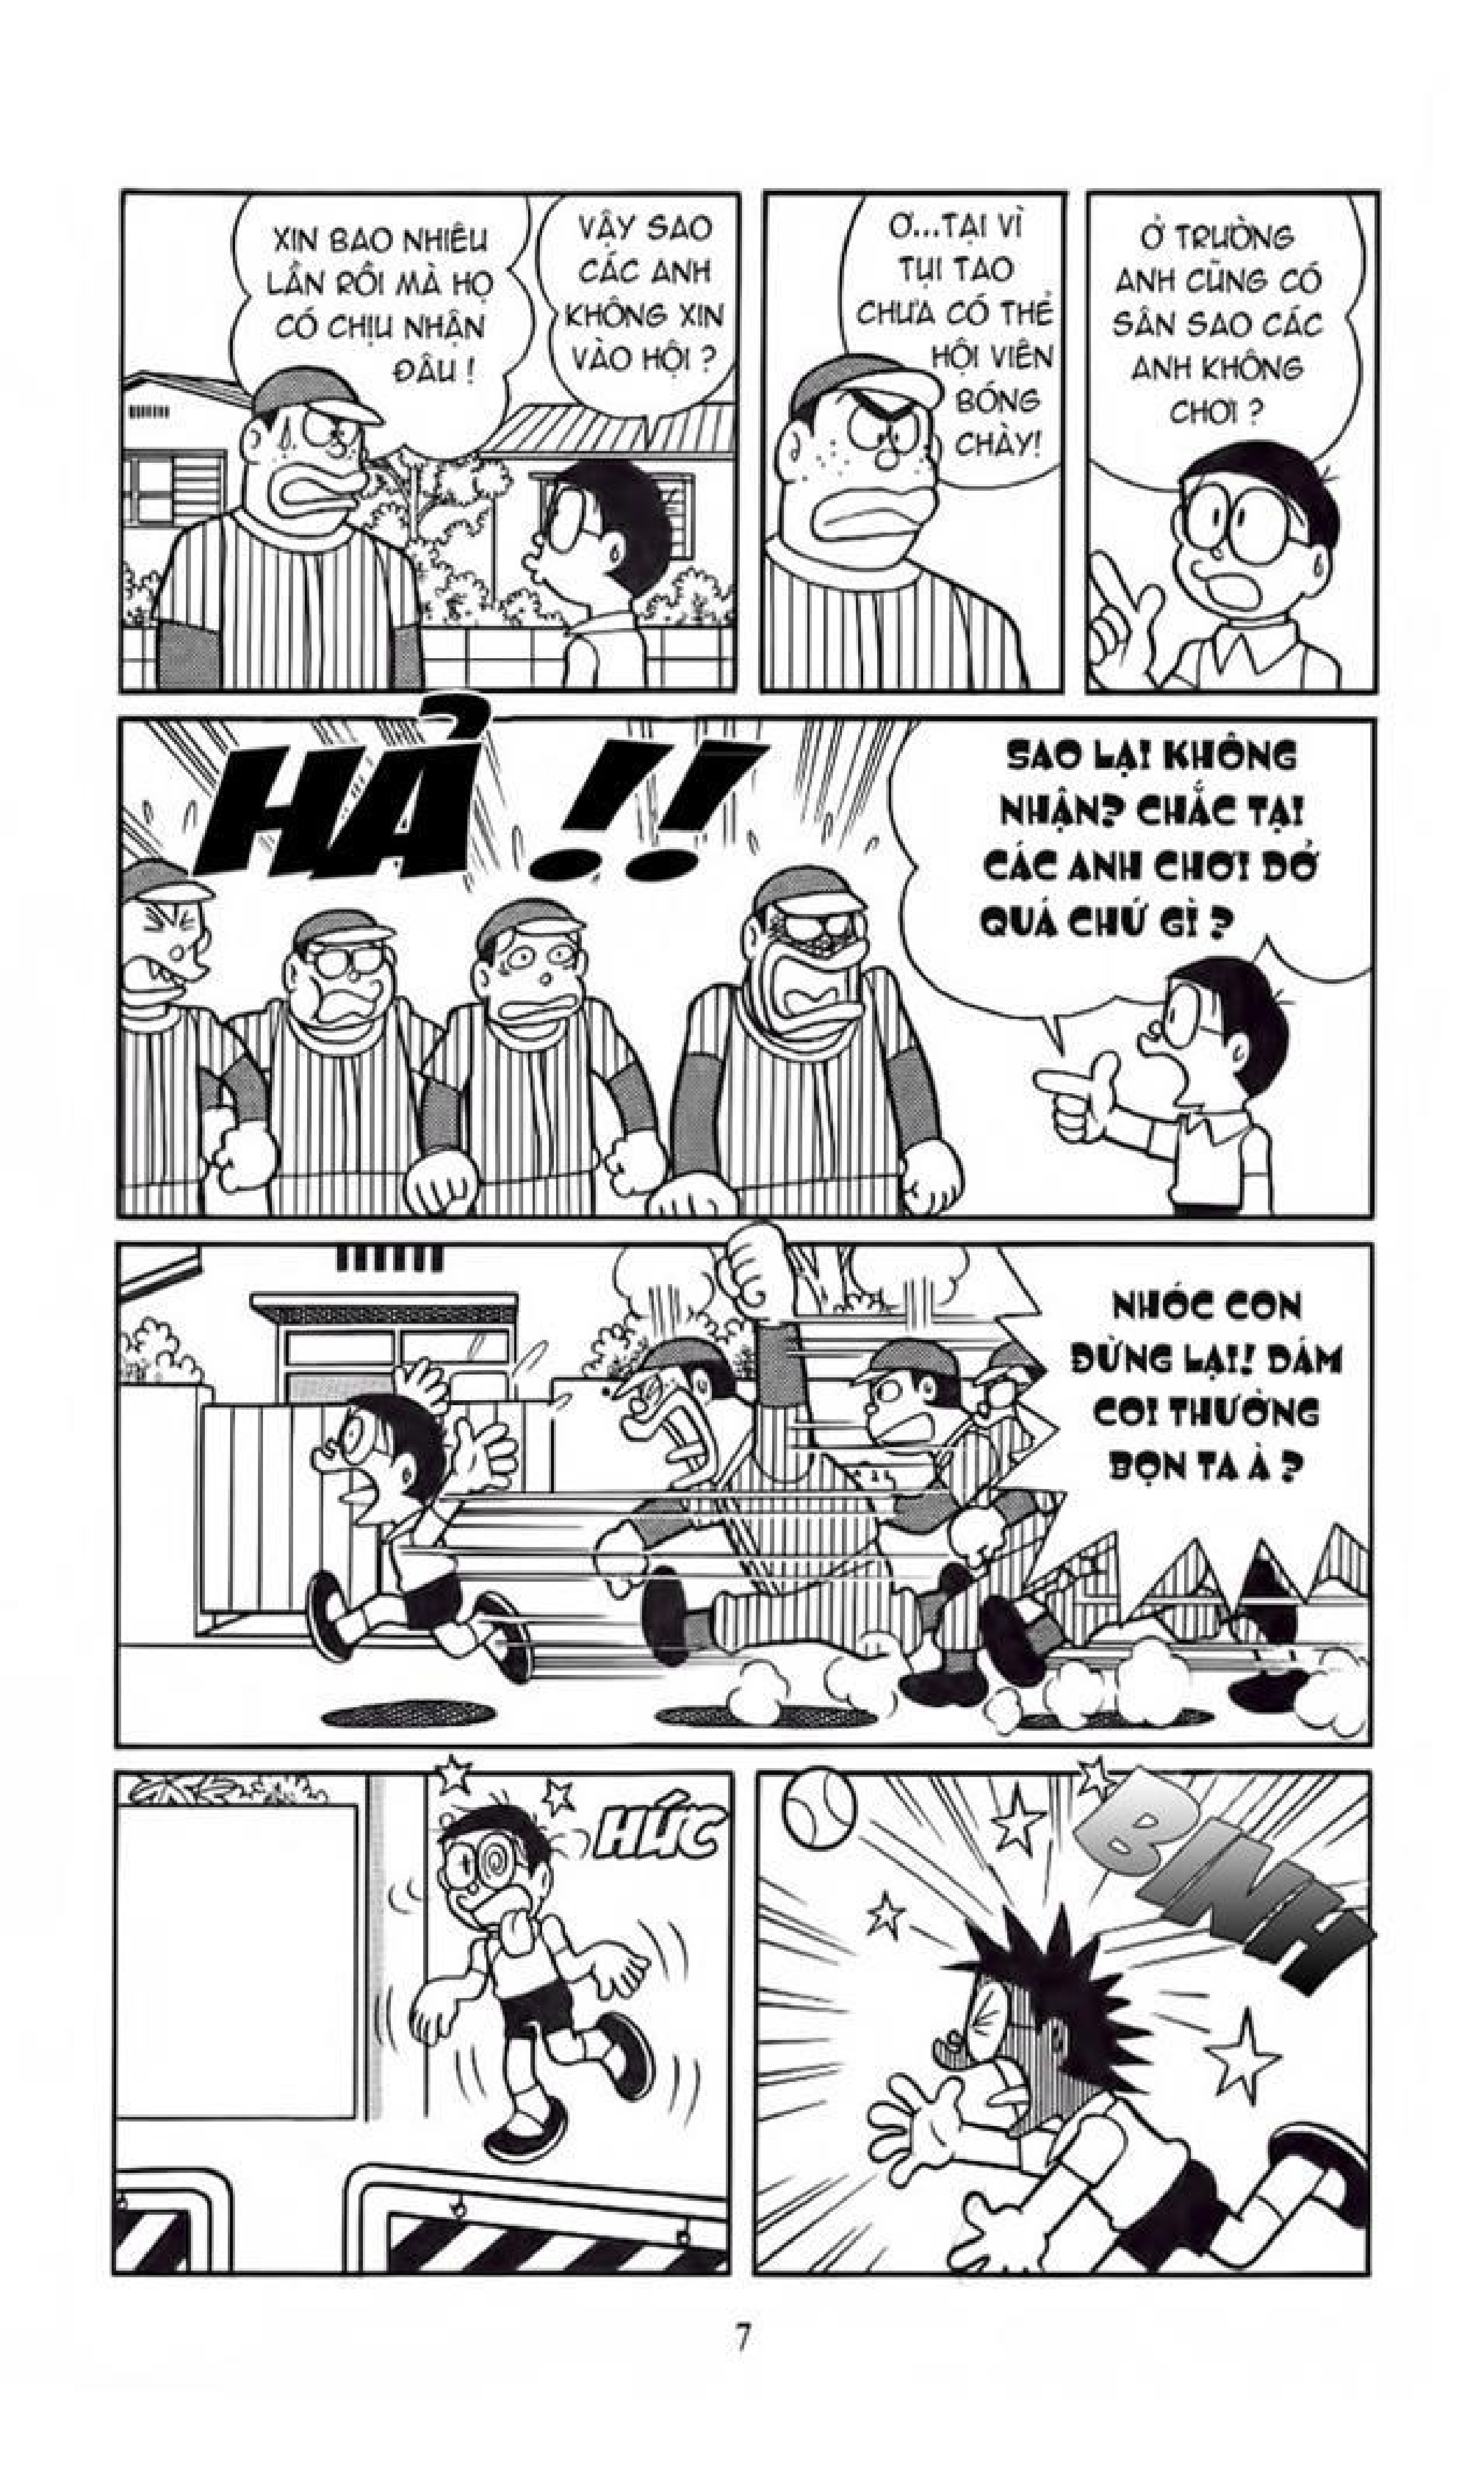 Ở TRƯỜNG
ANH CŨNG CÓ
SÂN SAO CÁC
ANH KHÔNG
CHƠI ?
Ơ...TẠI VÌ
TỤI TAO
CHƯA CÓ THẺ
HỘI VIÊN
BÓNG
CHÀY!
VẬY SAO
CÁC ANH
KHÔNG XIN
VÀO HỘI ?
XIN BAO NHIÊU
LẦN RỒI MÀ HỌ
CÓ CHỊU NHẬN
ĐÂU !
SAO LẠI KHÔNG
NHẬN? CHẮC TẠI
CÁC ANH CHƠI DỞ
QUÁ CHỨ GÌ ?
HẢ !!
NHÓC CON
ĐỪNG LẠI! DÁM
COI THƯỜNG
BỌN TA À ?
BINH
HỨC
7